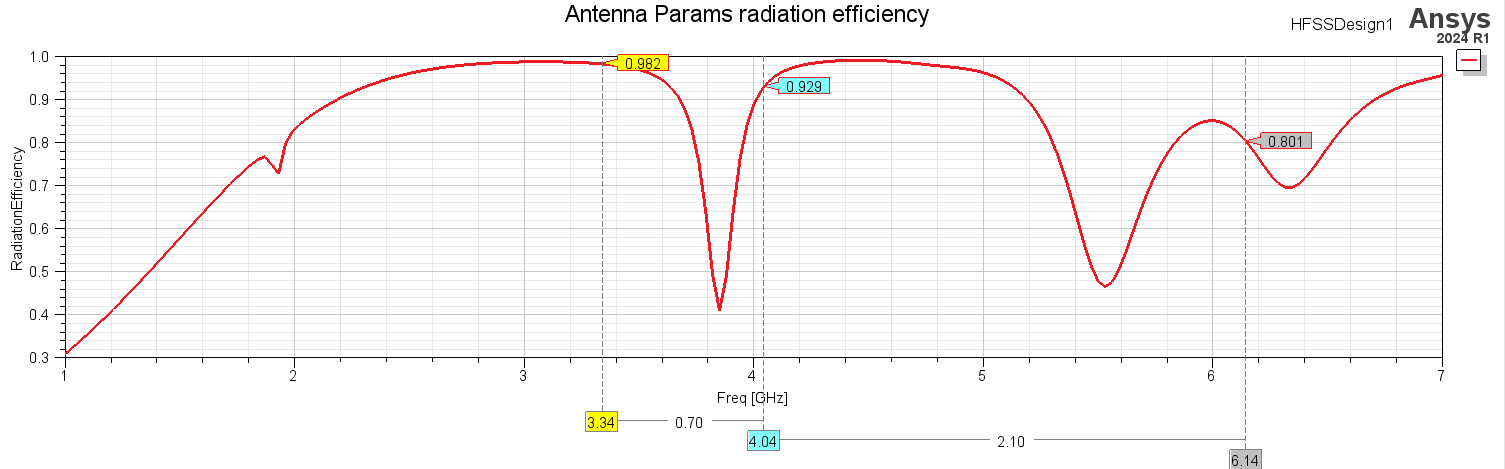 Antenna Params radiation efficiency
HFSSDesign1
Ansys
2024 R1
1.0
0.9
0.8
0.7
0.6
0.5
0.4
0.3
RadiationEfficiency
0.982
0.929
0.801
1 2 3 4 5 6 7
Freq [GHz]
3.34 0.70
4.04 2.10
6.14